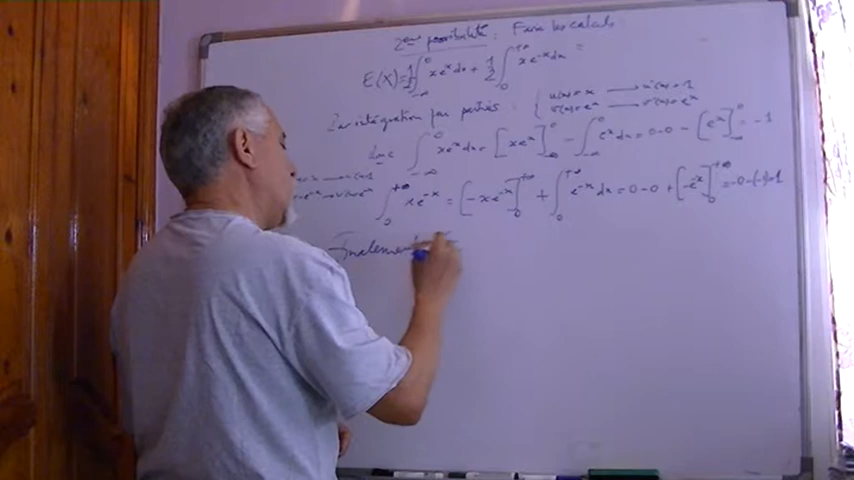 2ème possibilité : Faire les calculs
E(X) = 1/2 ∫_{-∞}^{0} x e^x dx + 1/2 ∫_{0}^{+∞} x e^{-x} dx =
Par intégration par parties : { u(x) = x → u'(x) = 1
v(x) = e^x → v'(x) = e^x
donc ∫_{-∞}^{0} x e^x dx = [x e^x]_{-∞}^{0} - ∫_{-∞}^{0} e^x dx = 0 - 0 - [e^x]_{-∞}^{0} = -1
∫_{0}^{+∞} x e^{-x} = [-x e^{-x}]_{0}^{+∞} + ∫_{0}^{+∞} e^{-x} dx = 0 - 0 + [-e^{-x}]_{0}^{+∞} = -0 - (-1) = 1
Finalement